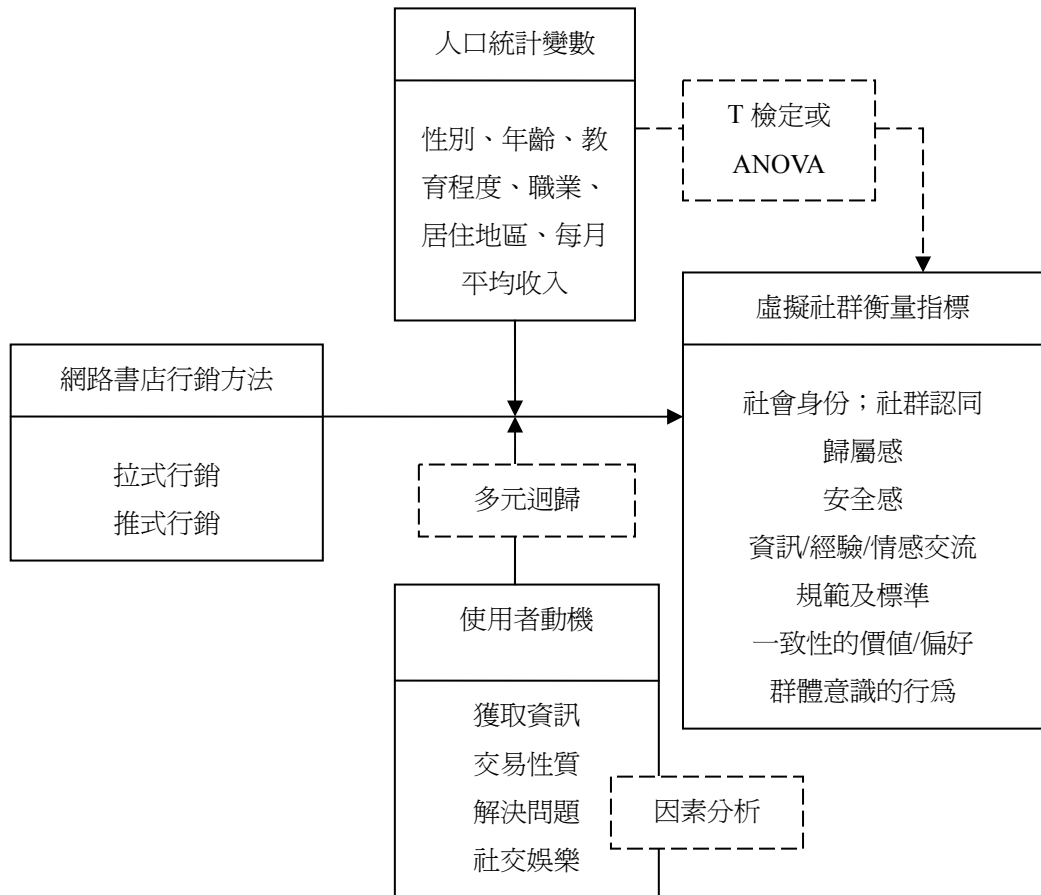 人口統計變數
性別、年齡、教
育程度、職業、
居住地區、每月
平均收入
T 檢定或
ANOVA
虛擬社群衡量指標
社會身份；社群認同
歸屬感
安全感
資訊/經驗/情感交流
規範及標準
一致性的價值/偏好
群體意識的行爲
網路書店行銷方法
拉式行銷
推式行銷
多元迴歸
使用者動機
獲取資訊
交易性質
解決問題
社交娛樂
因素分析